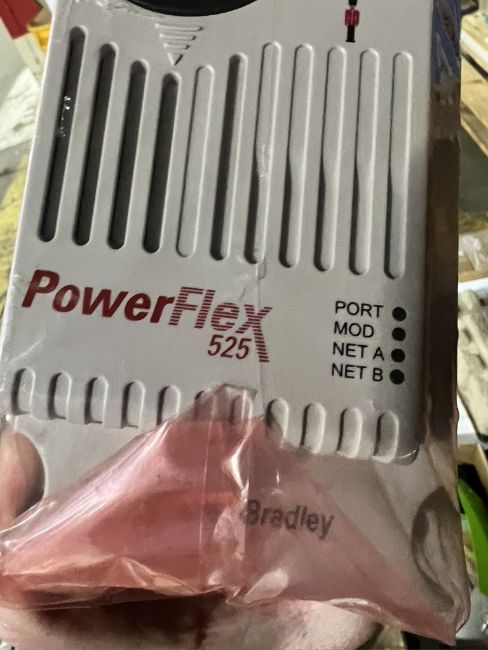 PowerFlex
525
PORT
MOD
NET A
NET B
Bradley